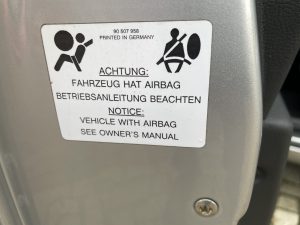 90 507 958
PRINTED IN GERMANY
ACHTUNG:
FAHRZEUG HAT AIRBAG
BETRIEBSANLEITUNG BEACHTEN
NOTICE:
VEHICLE WITH AIRBAG
SEE OWNER'S MANUAL